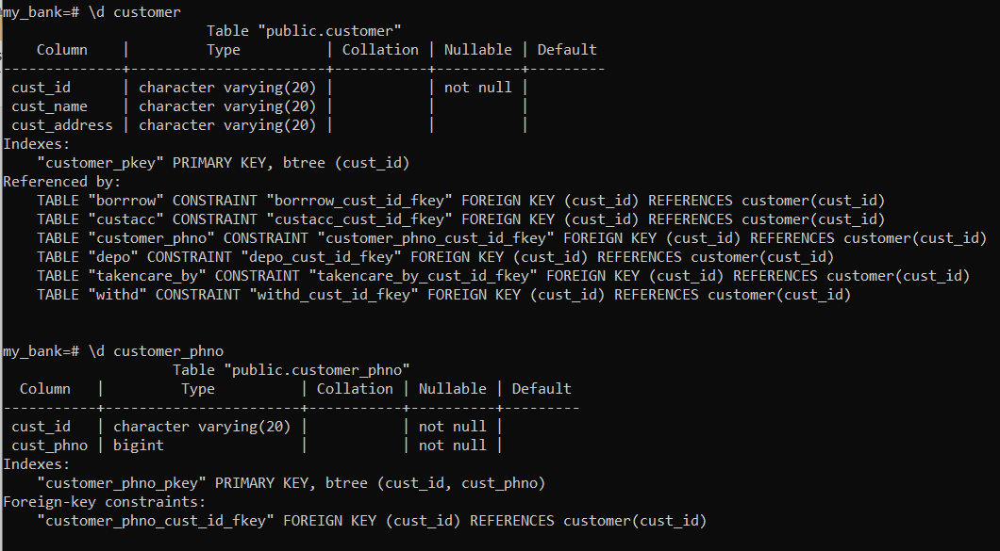 my_bank=# \d customer
                        Table "public.customer"
    Column    |         Type          | Collation | Nullable | Default
--------------+-----------------------+-----------+----------+---------
 cust_id      | character varying(20) |           | not null |
 cust_name    | character varying(20) |           |          |
 cust_address | character varying(20) |           |          |
Indexes:
    "customer_pkey" PRIMARY KEY, btree (cust_id)
Referenced by:
    TABLE "borrrow" CONSTRAINT "borrrow_cust_id_fkey" FOREIGN KEY (cust_id) REFERENCES customer(cust_id)
    TABLE "custacc" CONSTRAINT "custacc_cust_id_fkey" FOREIGN KEY (cust_id) REFERENCES customer(cust_id)
    TABLE "customer_phno" CONSTRAINT "customer_phno_cust_id_fkey" FOREIGN KEY (cust_id) REFERENCES customer(cust_id)
    TABLE "depo" CONSTRAINT "depo_cust_id_fkey" FOREIGN KEY (cust_id) REFERENCES customer(cust_id)
    TABLE "takencare_by" CONSTRAINT "takencare_by_cust_id_fkey" FOREIGN KEY (cust_id) REFERENCES customer(cust_id)
    TABLE "withd" CONSTRAINT "withd_cust_id_fkey" FOREIGN KEY (cust_id) REFERENCES customer(cust_id)
my_bank=# \d customer_phno
                    Table "public.customer_phno"
  Column   |         Type          | Collation | Nullable | Default
-----------+-----------------------+-----------+----------+---------
 cust_id   | character varying(20) |           | not null |
 cust_phno | bigint                |           | not null |
Indexes:
    "customer_phno_pkey" PRIMARY KEY, btree (cust_id, cust_phno)
Foreign-key constraints:
    "customer_phno_cust_id_fkey" FOREIGN KEY (cust_id) REFERENCES customer(cust_id)